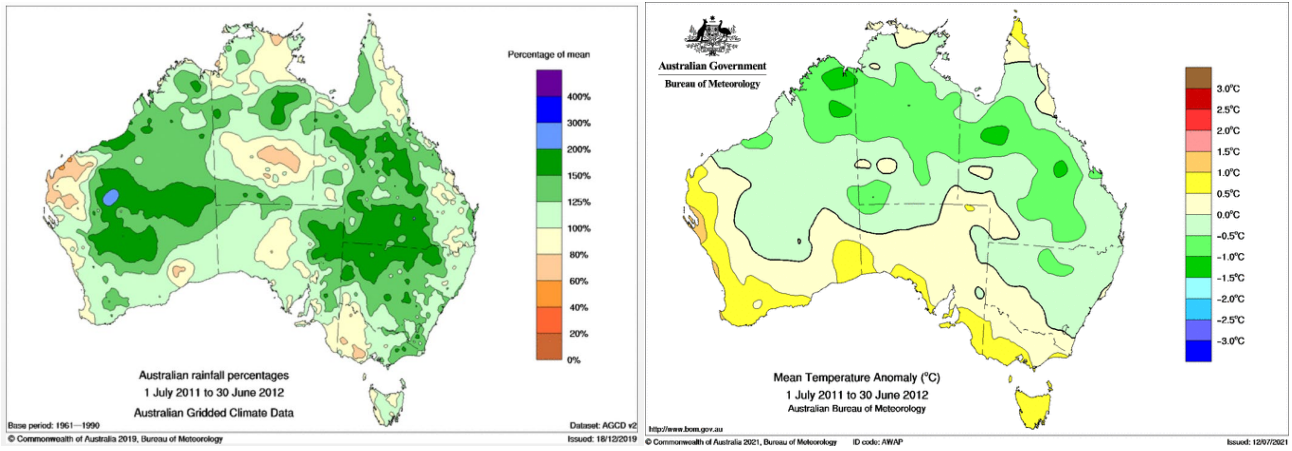 Percentage of mean
400%
300%
200%
150%
125%
100%
80%
60%
40%
20%
0%
Australian rainfall percentages
1 July 2011 to 30 June 2012
Australian Gridded Climate Data
Base period: 1961—1990
Dataset: AGCD v2
© Commonwealth of Australia 2019, Bureau of Meteorology
Issued: 18/12/2019
Australian Government
Bureau of Meteorology
3.0°C
2.5°C
2.0°C
1.5°C
1.0°C
0.5°C
0.0°C
-0.5°C
-1.0°C
-1.5°C
-2.0°C
-2.5°C
-3.0°C
Mean Temperature Anomaly (°C)
1 July 2011 to 30 June 2012
Australian Bureau of Meteorology
http://www.bom.gov.au
© Commonwealth of Australia 2021, Bureau of Meteorology
ID code: AWAP
Issued: 12/07/2021